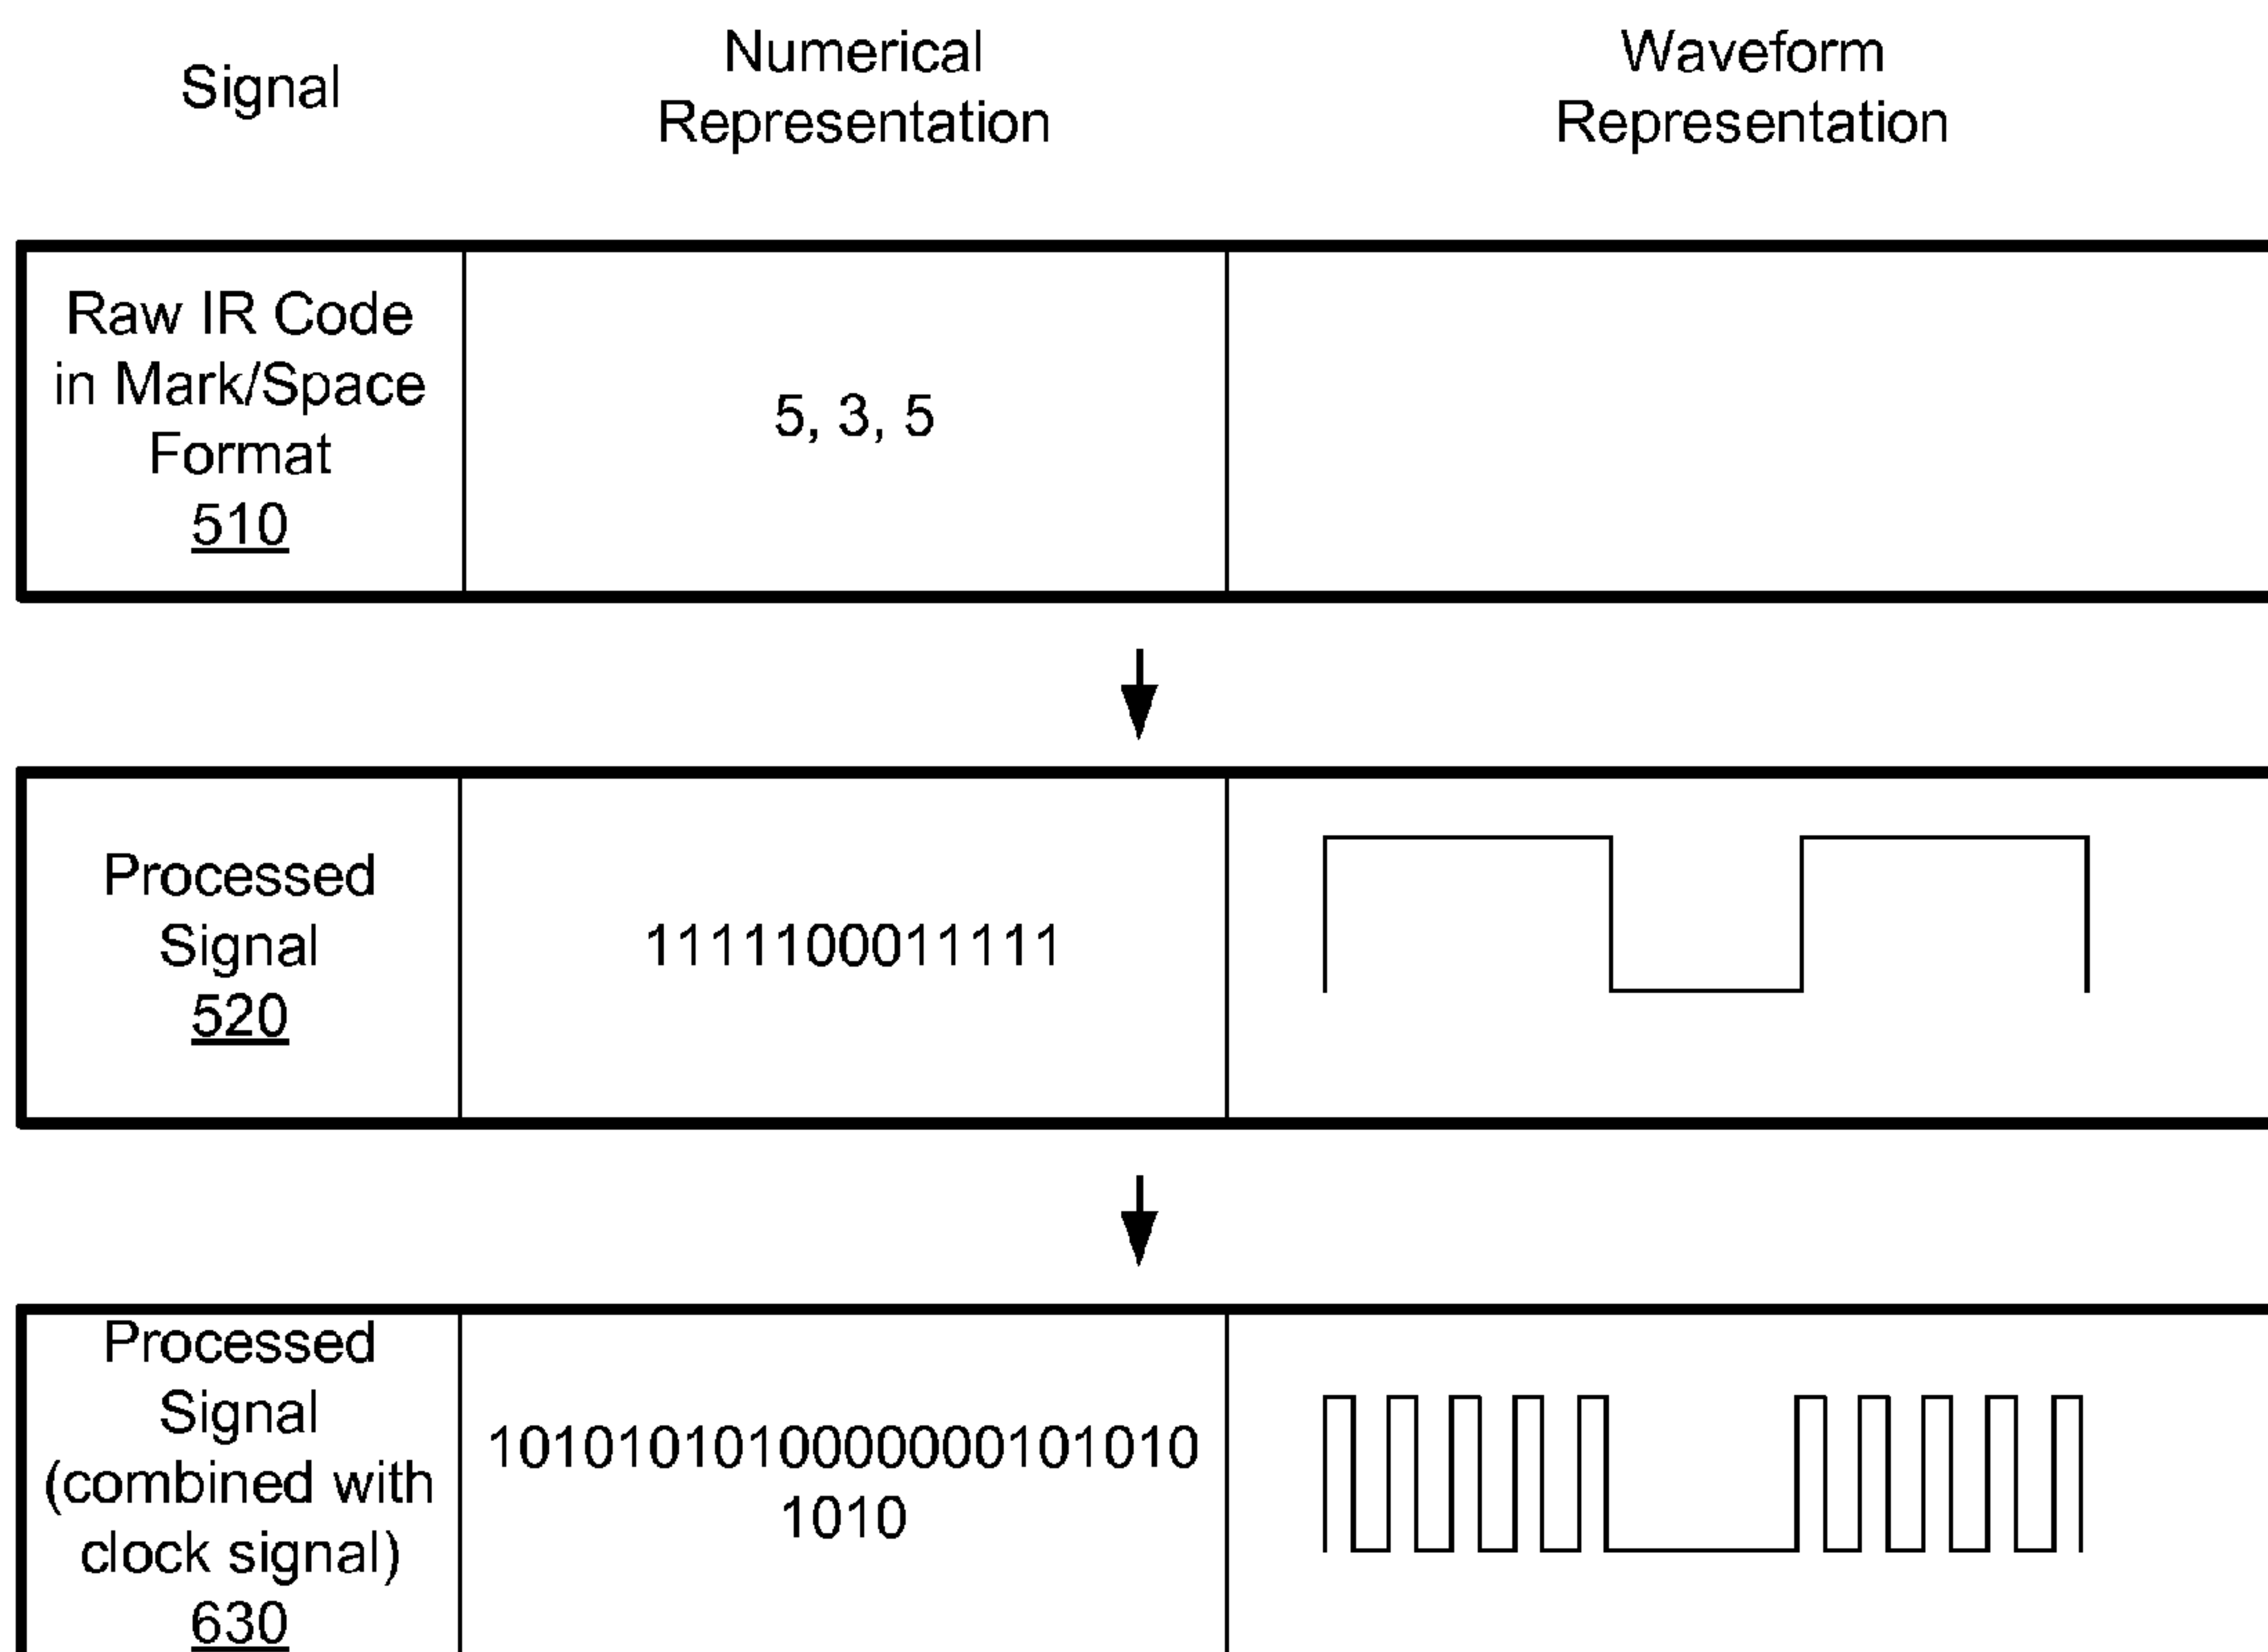 Signal
Numerical
Representation
Waveform
Representation
Raw IR Code
in Mark/Space
Format
510
5, 3, 5
Processed
Signal
520
1111100011111
Processed
Signal
(combined with
clock signal)
630
1010101010000000101010
1010